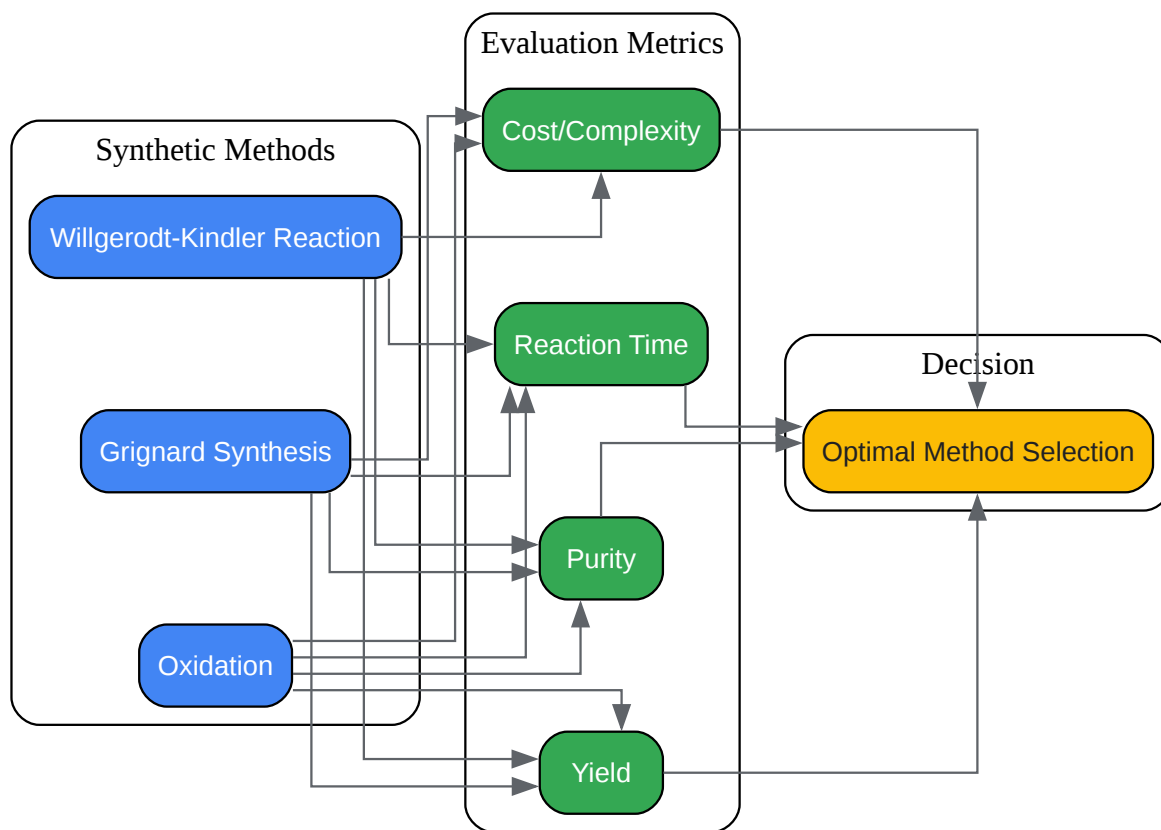 Synthetic Methods
Willgerodt-Kindler Reaction
Grignard Synthesis
Oxidation
Evaluation Metrics
Cost/Complexity
Reaction Time
Purity
Yield
Decision
Optimal Method Selection